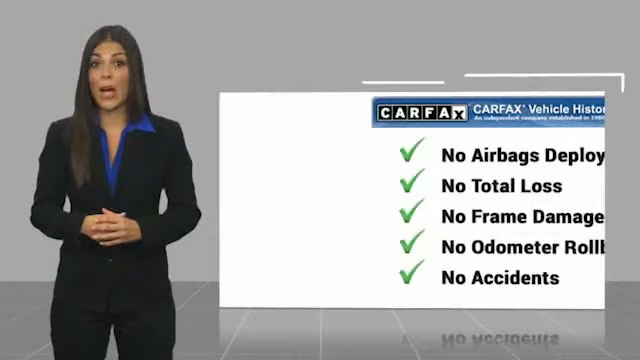 CARFAX CARFAX® Vehicle Histo
An independent company established in 1986
No Airbags Deploy
No Total Loss
No Frame Damage
No Odometer Rollb
No Accidents